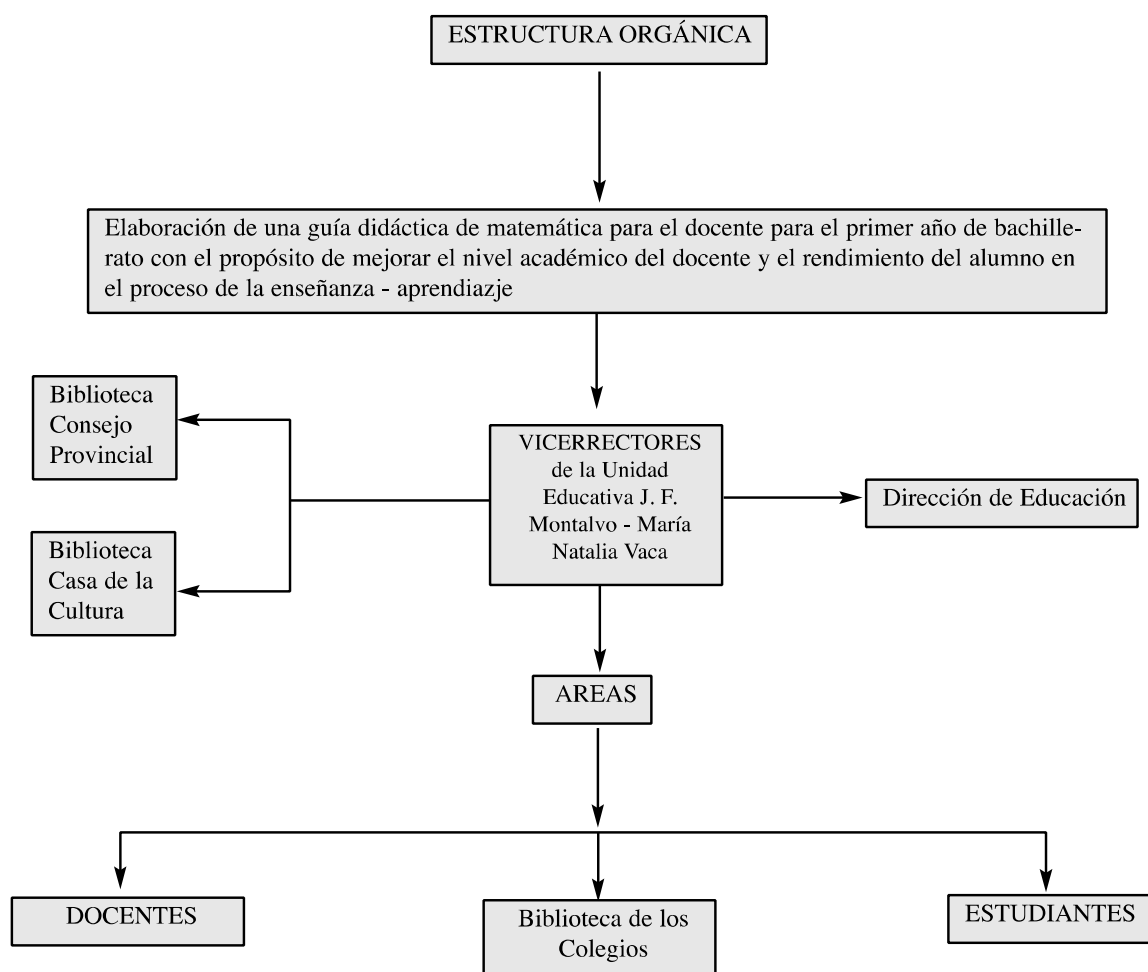 ESTRUCTURA ORGÁNICA
Elaboración de una guía didáctica de matemática para el docente para el primer año de bachille-
rato con el propósito de mejorar el nivel académico del docente y el rendimiento del alumno en
el proceso de la enseñanza - aprendiazje
Biblioteca
Consejo
Provincial
VICERRECTORES
de la Unidad
Educativa J. F.
Montalvo - María
Natalia Vaca
Dirección de Educación
Biblioteca
Casa de la
Cultura
AREAS
DOCENTES
Biblioteca de los
Colegios
ESTUDIANTES